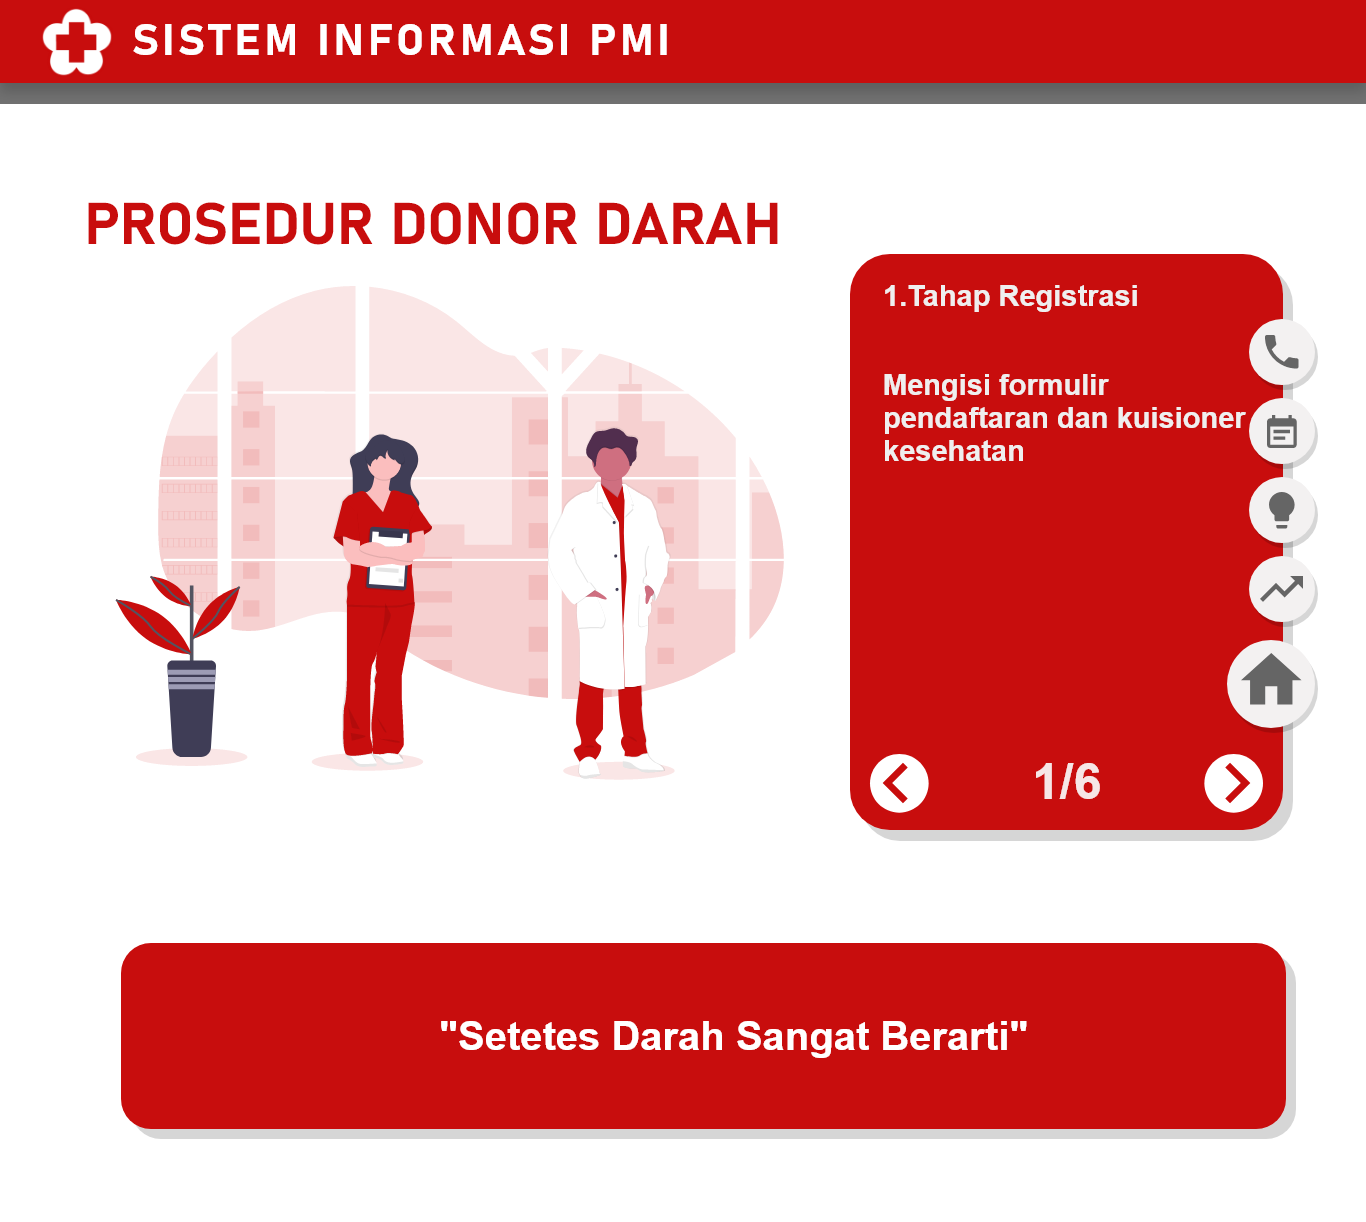 SISTEM INFORMASI PMI
PROSEDUR DONOR DARAH
1.Tahap Registrasi
Mengisi formulir
pendaftaran dan kuisioner
kesehatan
1/6
"Setetes Darah Sangat Berarti"